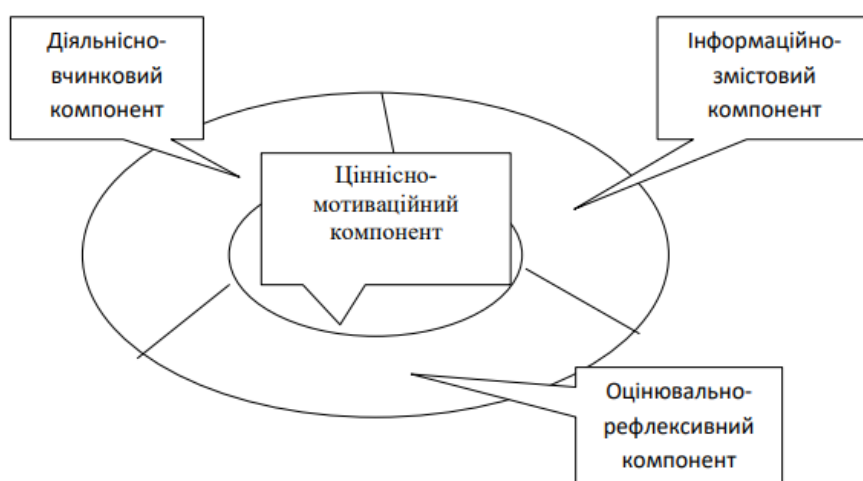 Діяльнісно-
вчинковий
компонент
Інформаційно-
змістовий
компонент
Ціннісно-
мотиваційний
компонент
Оцінювально-
рефлексивний
компонент